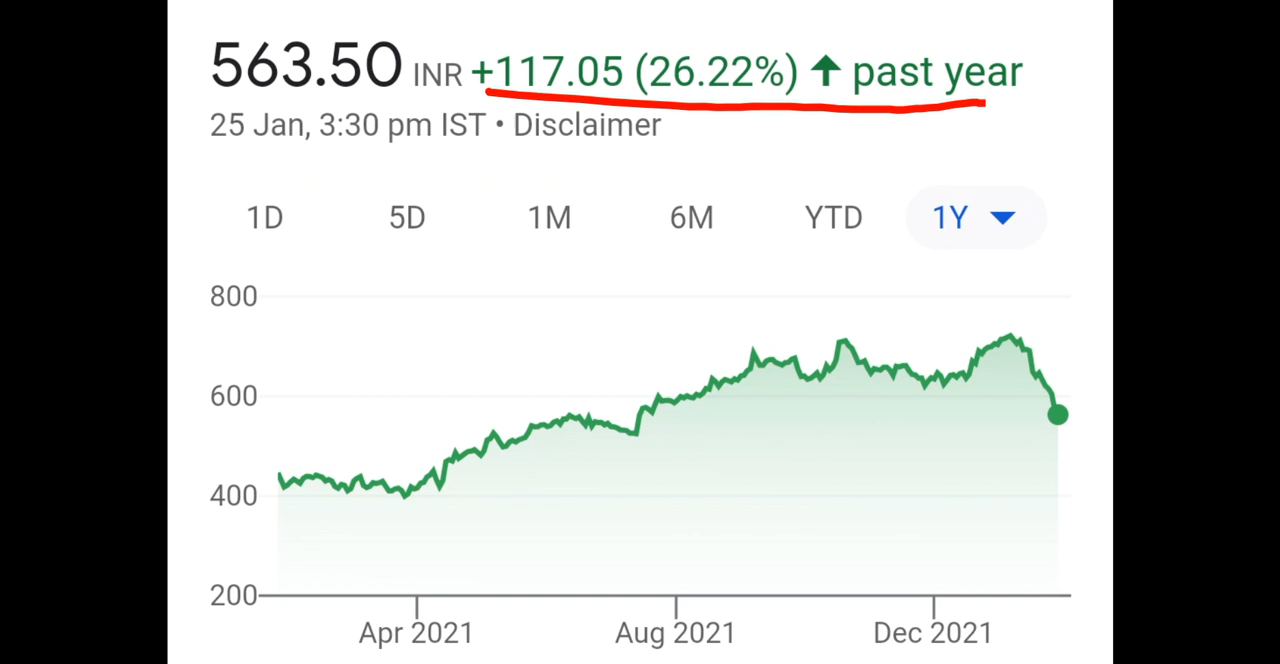 563.50 INR +117.05 (26.22%) ↑ past year
25 Jan, 3:30 pm IST • Disclaimer
1D 5D 1M 6M YTD 1Y
800
600
400
200
Apr 2021 Aug 2021 Dec 2021